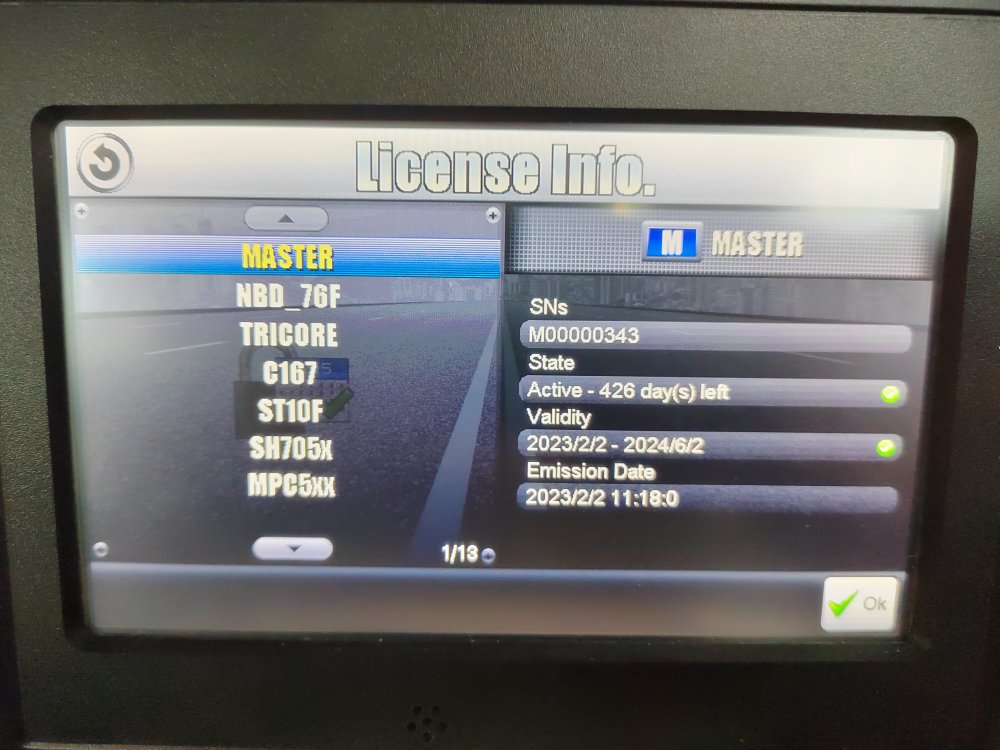 License Info.
MASTER
NBD_76F
TRICORE
C167
ST10F
SH705x
MPC5xx
1/13
M MASTER
SNs
M00000343
State
Active - 426 day(s) left
Validity
2023/2/2 - 2024/6/2
Emission Date
2023/2/2 11:18:0
Ok